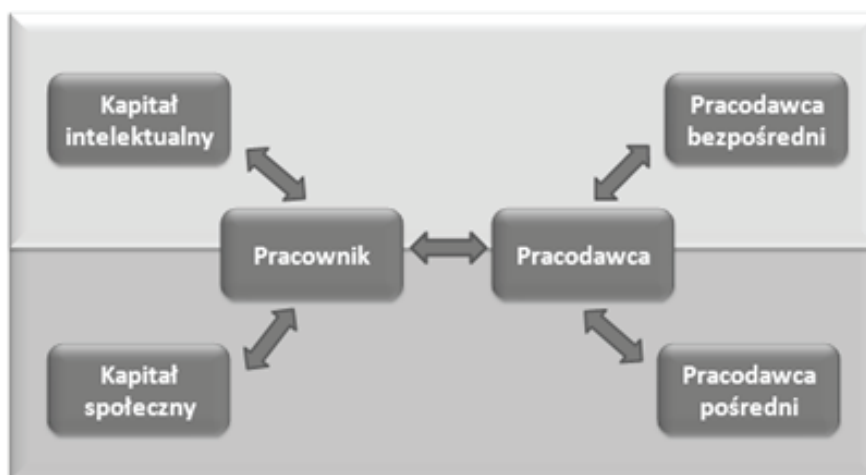 Kapitał
intelektualny
Pracodawca
bezpośredni
Pracownik
Pracodawca
Kapitał
społeczny
Pracodawca
pośredni